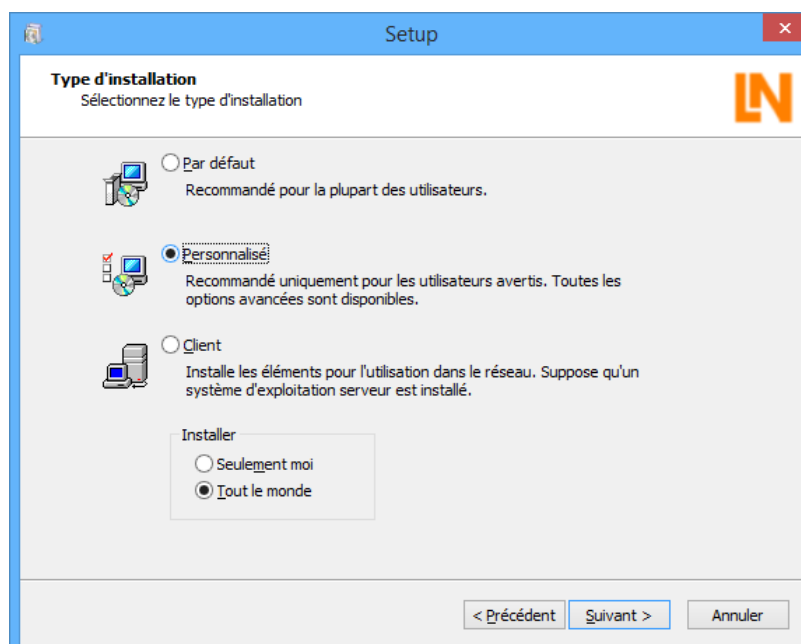 Setup
Type d'installation
Sélectionnez le type d'installation
LN
Par défaut
Recommandé pour la plupart des utilisateurs.
Personnalisé
Recommandé uniquement pour les utilisateurs avertis. Toutes les
options avancées sont disponibles.
Client
Installe les éléments pour l'utilisation dans le réseau. Suppose qu'un
système d'exploitation serveur est installé.
Installer
Seulement moi
Tout le monde
< Précédent Suivant > Annuler